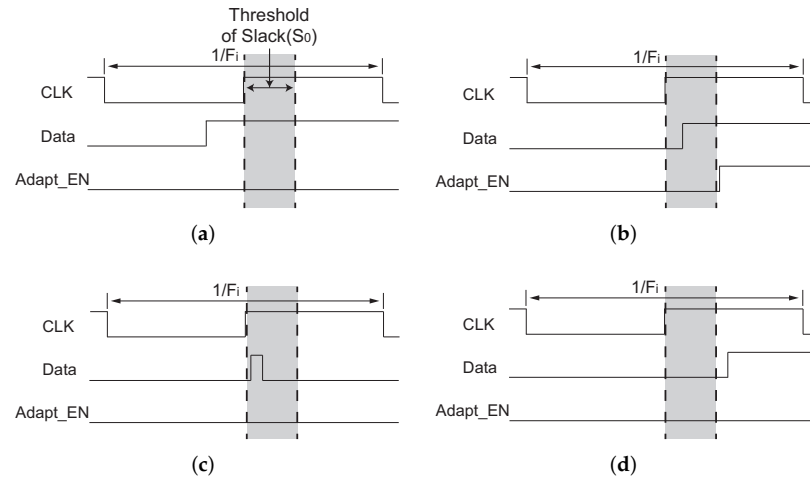 Threshold
of Slack(S₀)
1/Fᵢ
CLK
Data
Adapt_EN
(a)
1/Fᵢ
CLK
Data
Adapt_EN
(b)
1/Fᵢ
CLK
Data
Adapt_EN
(c)
1/Fᵢ
CLK
Data
Adapt_EN
(d)